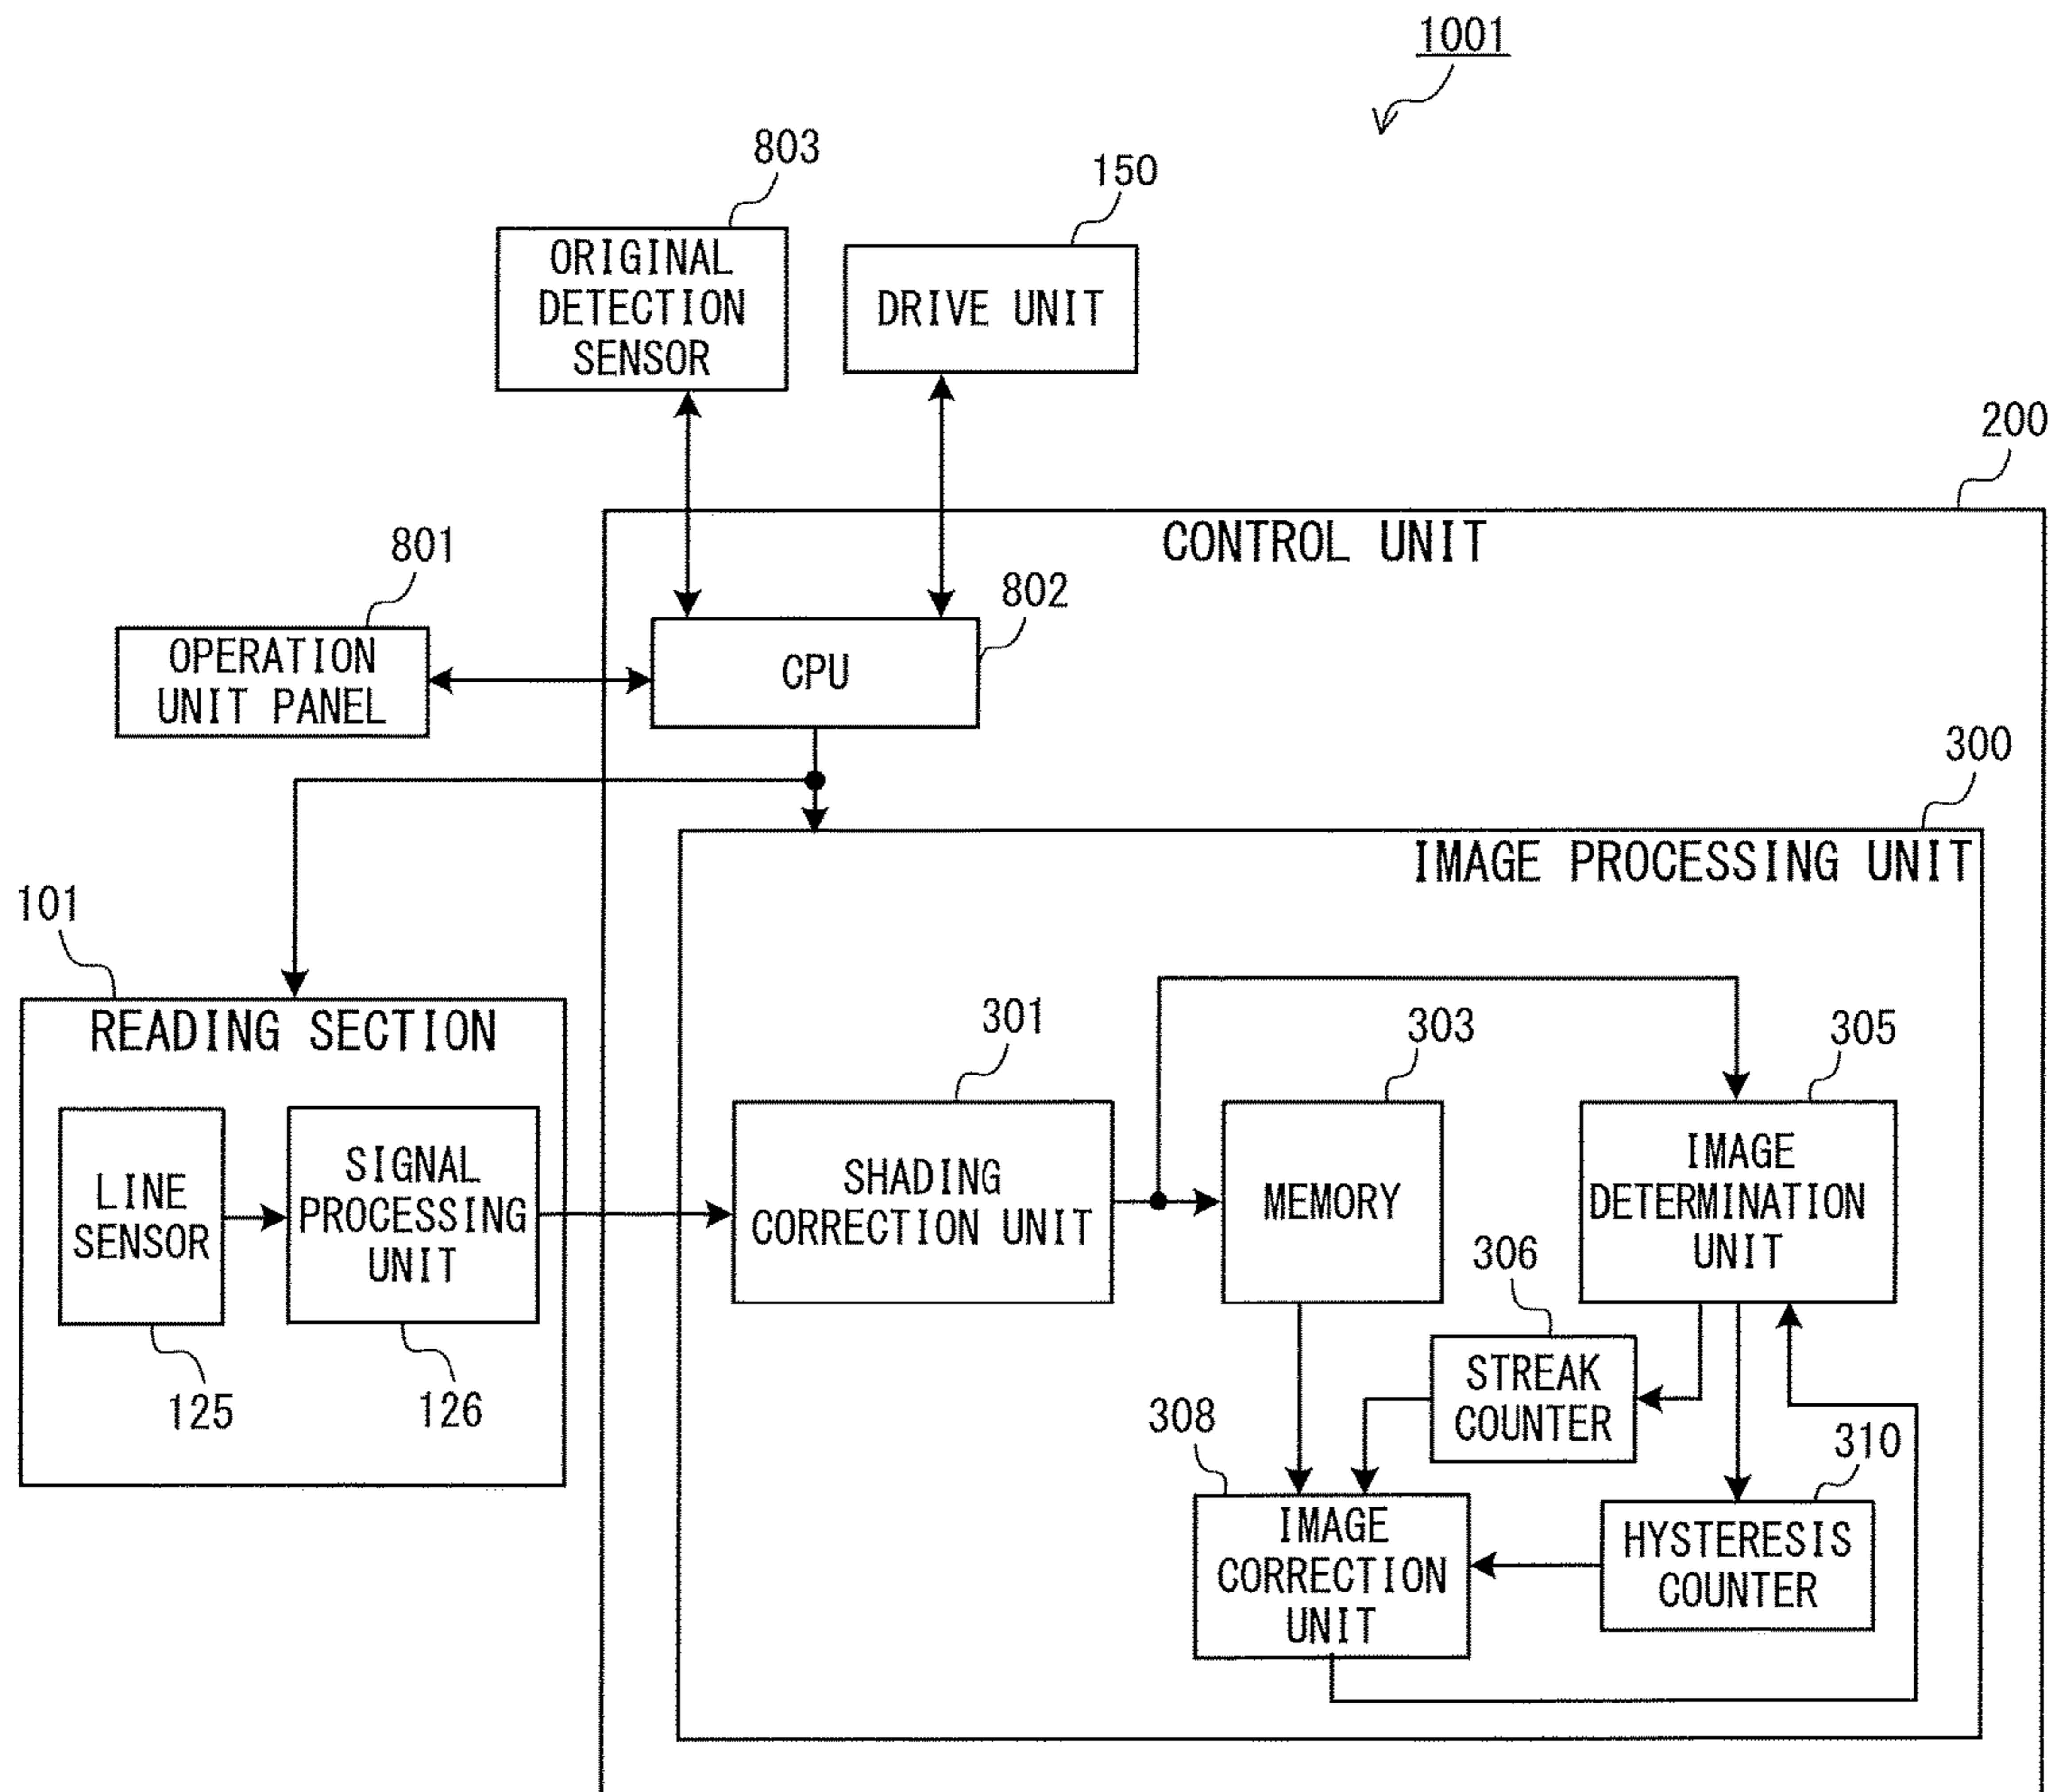 1001
803
150
ORIGINAL
DETECTION
SENSOR
DRIVE UNIT
200
CONTROL UNIT
801
802
OPERATION
UNIT PANEL
CPU
300
IMAGE PROCESSING UNIT
101
READING SECTION
301
303
305
LINE
SENSOR
SIGNAL
PROCESSING
UNIT
SHADING
CORRECTION UNIT
MEMORY
IMAGE
DETERMINATION
UNIT
306
125
126
STREAK
COUNTER
308
310
IMAGE
CORRECTION
UNIT
HYSTERESIS
COUNTER